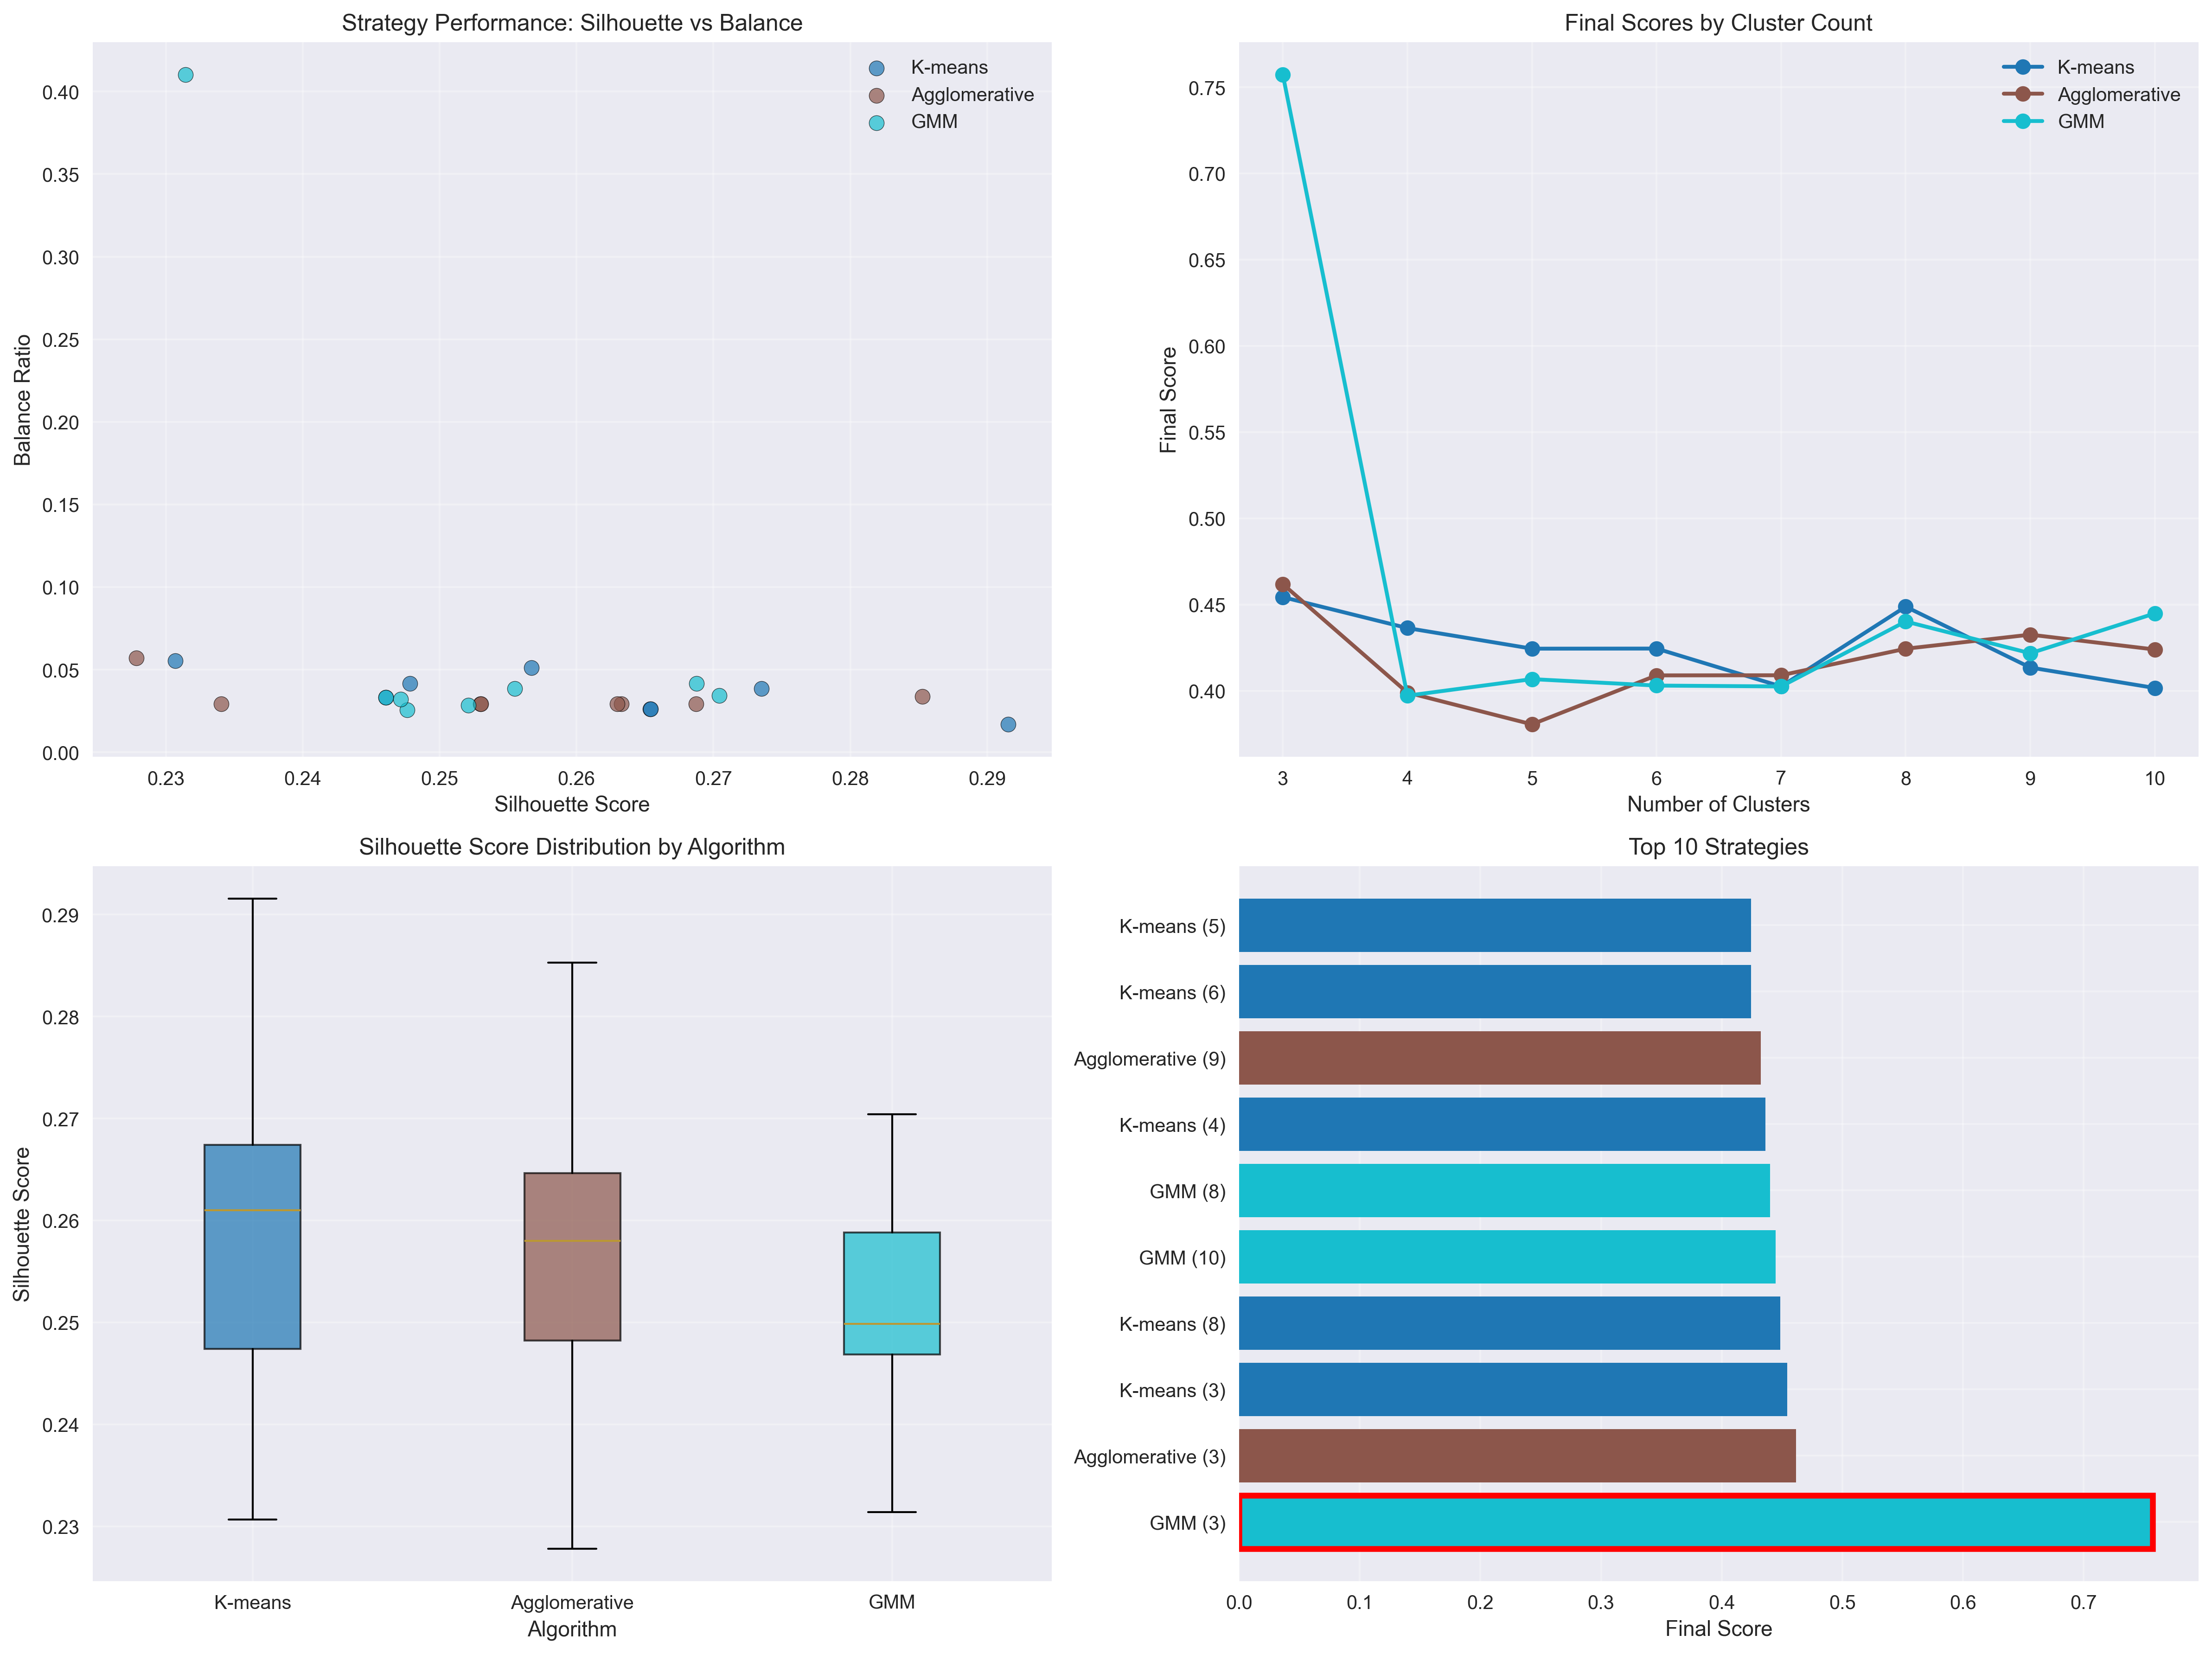 Strategy Performance: Silhouette vs Balance
K-means
Agglomerative
GMM
0.40
0.35
0.30
0.25
0.20
0.15
0.10
0.05
0.00
Balance Ratio
0.23 0.24 0.25 0.26 0.27 0.28 0.29
Silhouette Score
Final Scores by Cluster Count
K-means
Agglomerative
GMM
0.75
0.70
0.65
0.60
0.55
0.50
0.45
0.40
Final Score
3 4 5 6 7 8 9 10
Number of Clusters
Silhouette Score Distribution by Algorithm
0.29
0.28
0.27
0.26
0.25
0.24
0.23
Silhouette Score
K-means Agglomerative GMM
Algorithm
Top 10 Strategies
K-means (5)
K-means (6)
Agglomerative (9)
K-means (4)
GMM (8)
GMM (10)
K-means (8)
K-means (3)
Agglomerative (3)
GMM (3)
0.0 0.1 0.2 0.3 0.4 0.5 0.6 0.7
Final Score